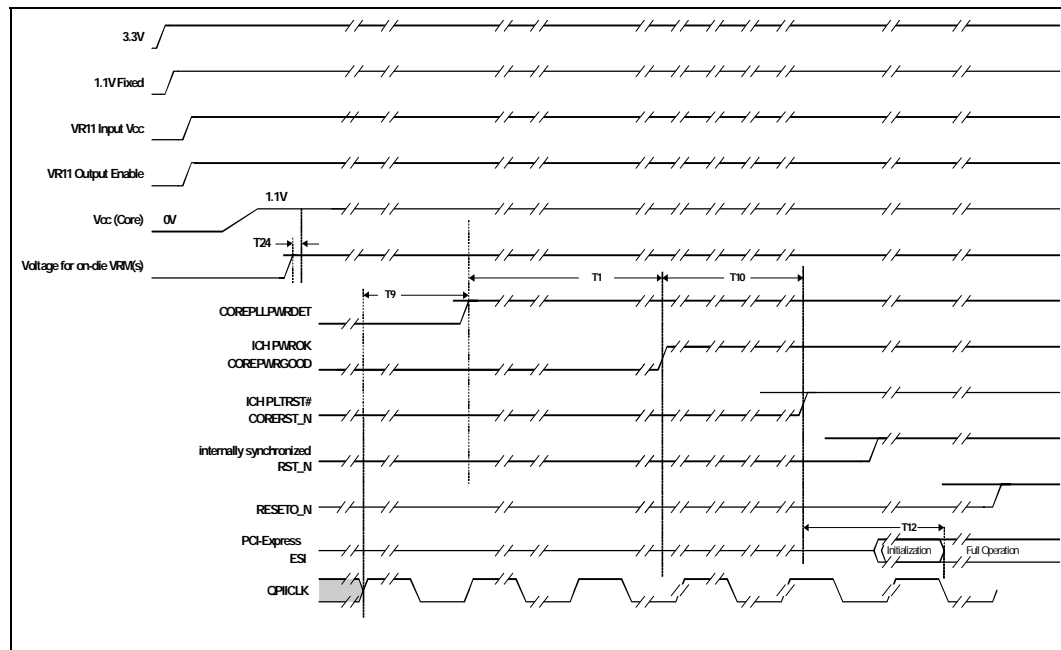 3.3V
1.1V Fixed
VR11 Input Vcc
VR11 Output Enable
1.1V
Vcc (Core) 0V
T24
Voltage for on-die VRM(s)
T1 T10
T9
COREPLLPWRDET
ICH PWROK
COREPWRGOOD
ICH PLTRST#
CORERST_N
internally synchronized
RST_N
RESETO_N
T12
PCI-Express
ESI
Initialization Full Operation
QPIICLK